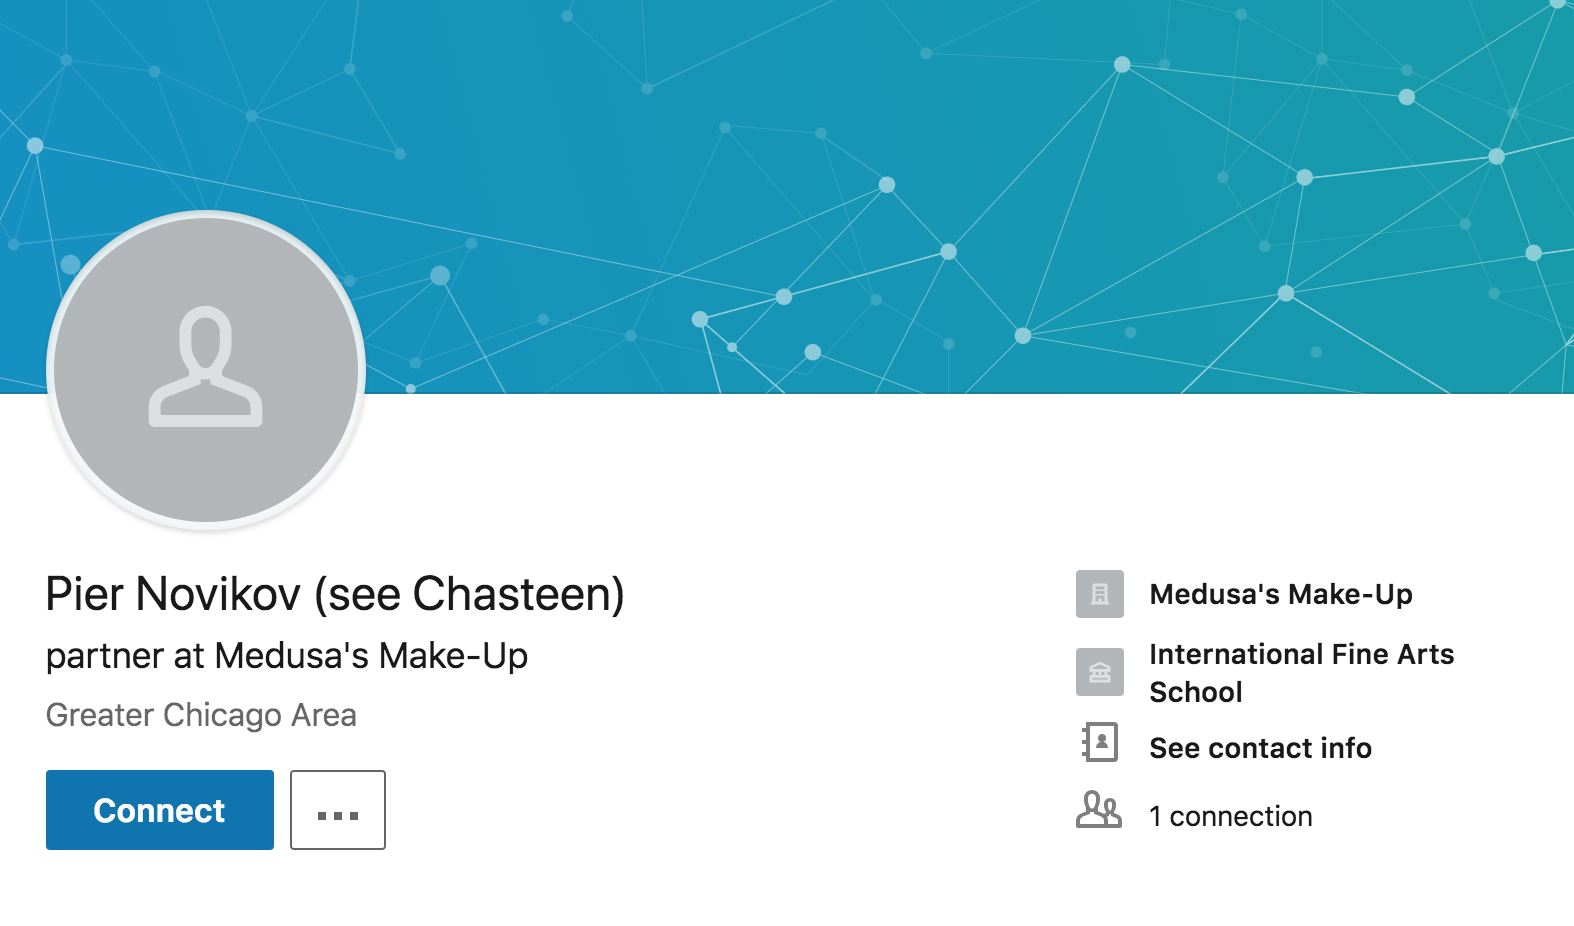 Pier Novikov (see Chasteen)
partner at Medusa's Make-Up
Greater Chicago Area
Connect
...
Medusa's Make-Up
International Fine Arts
School
See contact info
1 connection